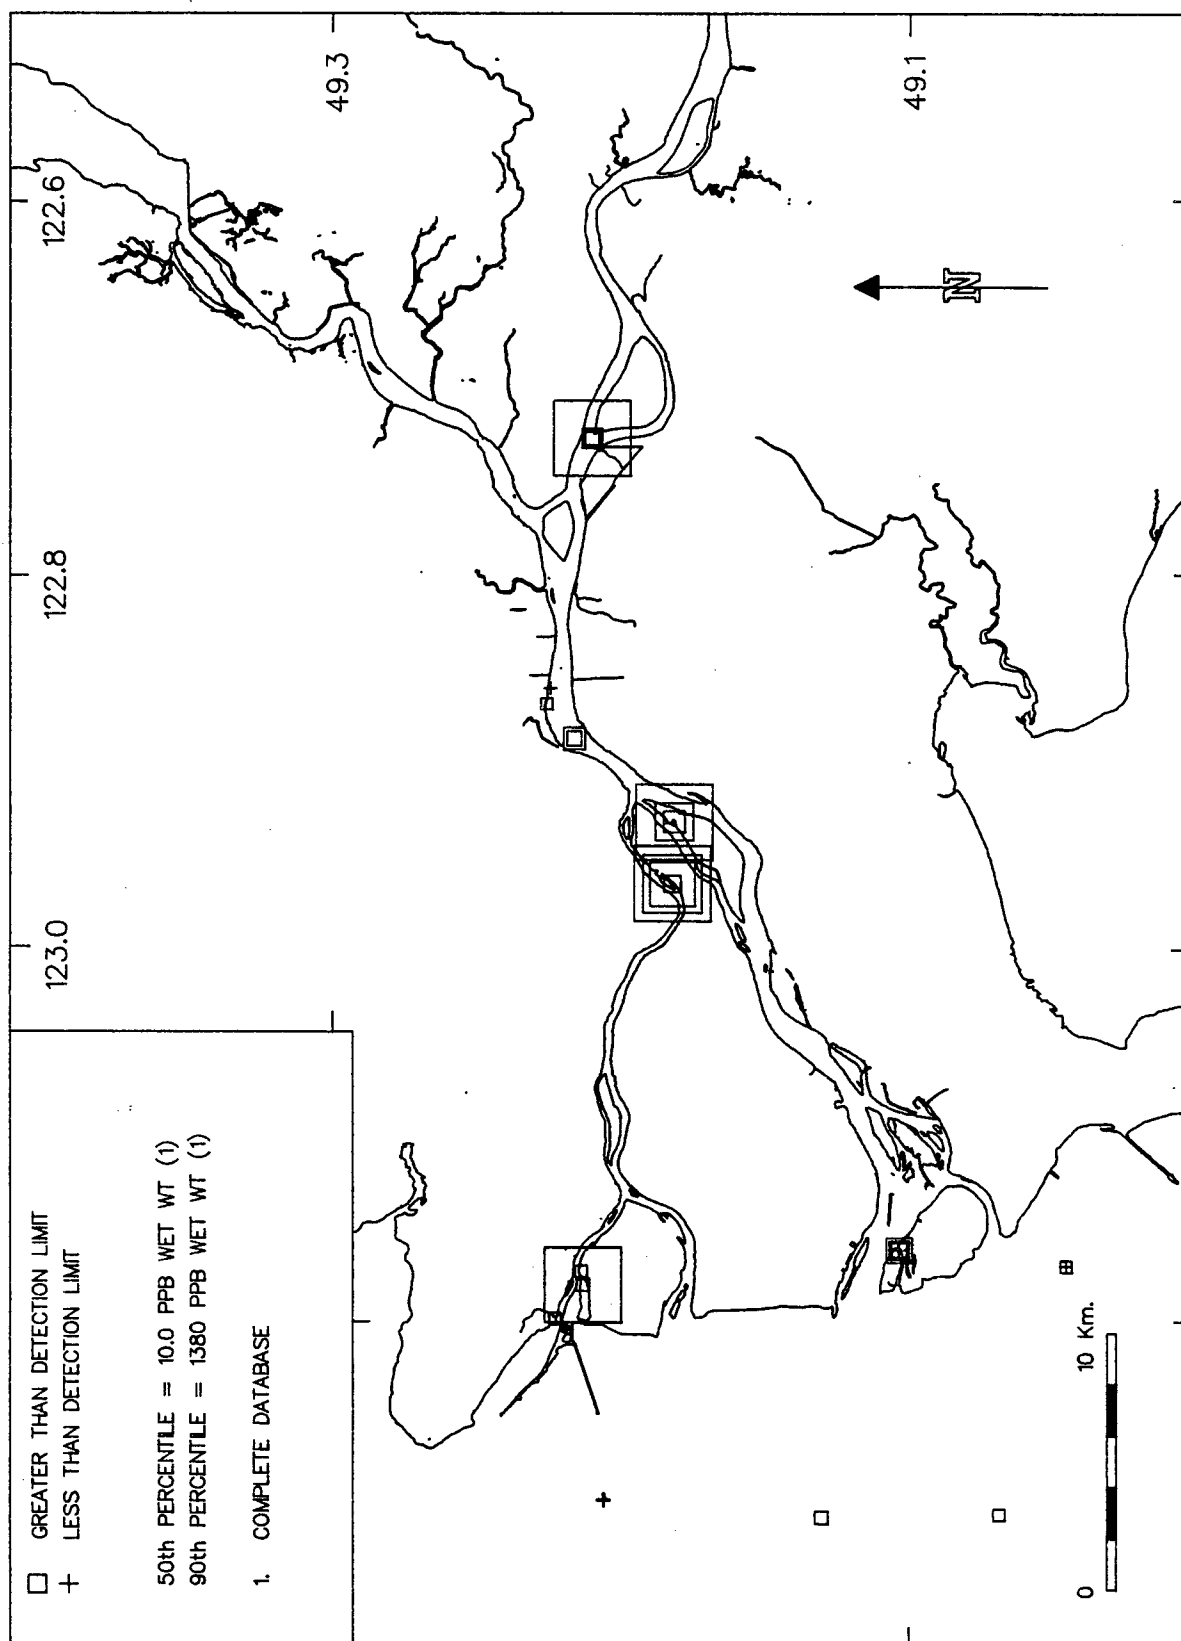 □ GREATER THAN DETECTION LIMIT
+ LESS THAN DETECTION LIMIT
50th PERCENTILE = 10.0 PPB WET WT (1)
90th PERCENTILE = 1380 PPB WET WT (1)
1. COMPLETE DATABASE
123.0
122.8
122.6
49.3
49.1
N
0
10 Km.